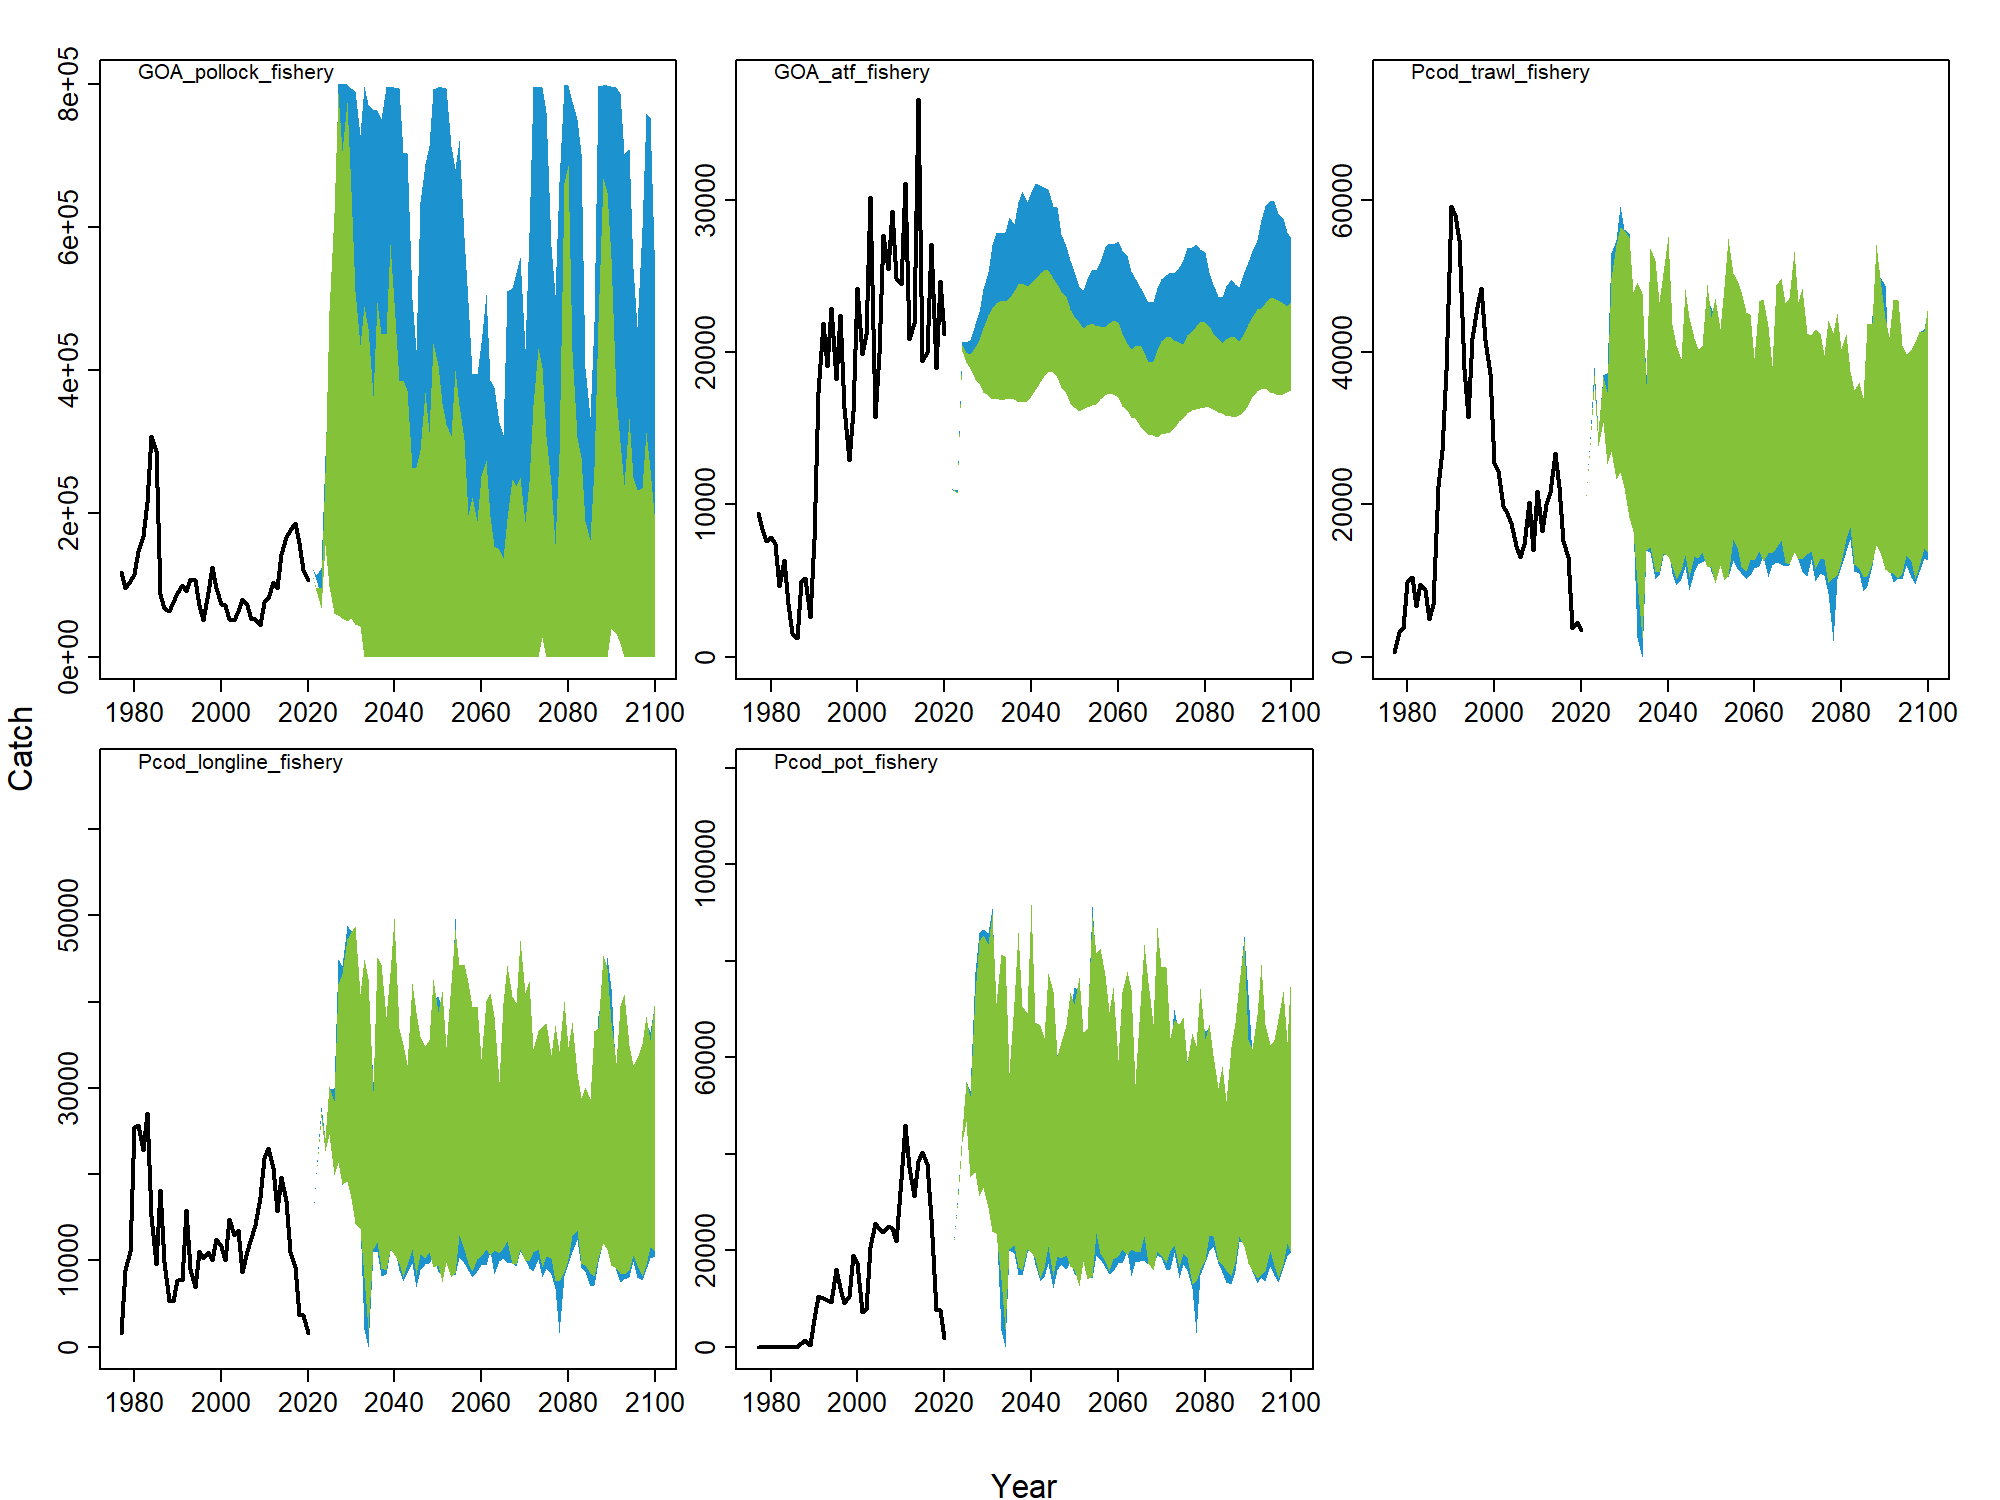 GOA_pollock_fishery
0e+00 2e+05 4e+05 6e+05 8e+05
1980 2000 2020 2040 2060 2080 2100
GOA_atf_fishery
0 10000 20000 30000
1980 2000 2020 2040 2060 2080 2100
Pcod_trawl_fishery
0 20000 40000 60000
1980 2000 2020 2040 2060 2080 2100
Catch
Pcod_longline_fishery
0 10000 30000 50000
1980 2000 2020 2040 2060 2080 2100
Pcod_pot_fishery
0 20000 60000 100000
1980 2000 2020 2040 2060 2080 2100
Year